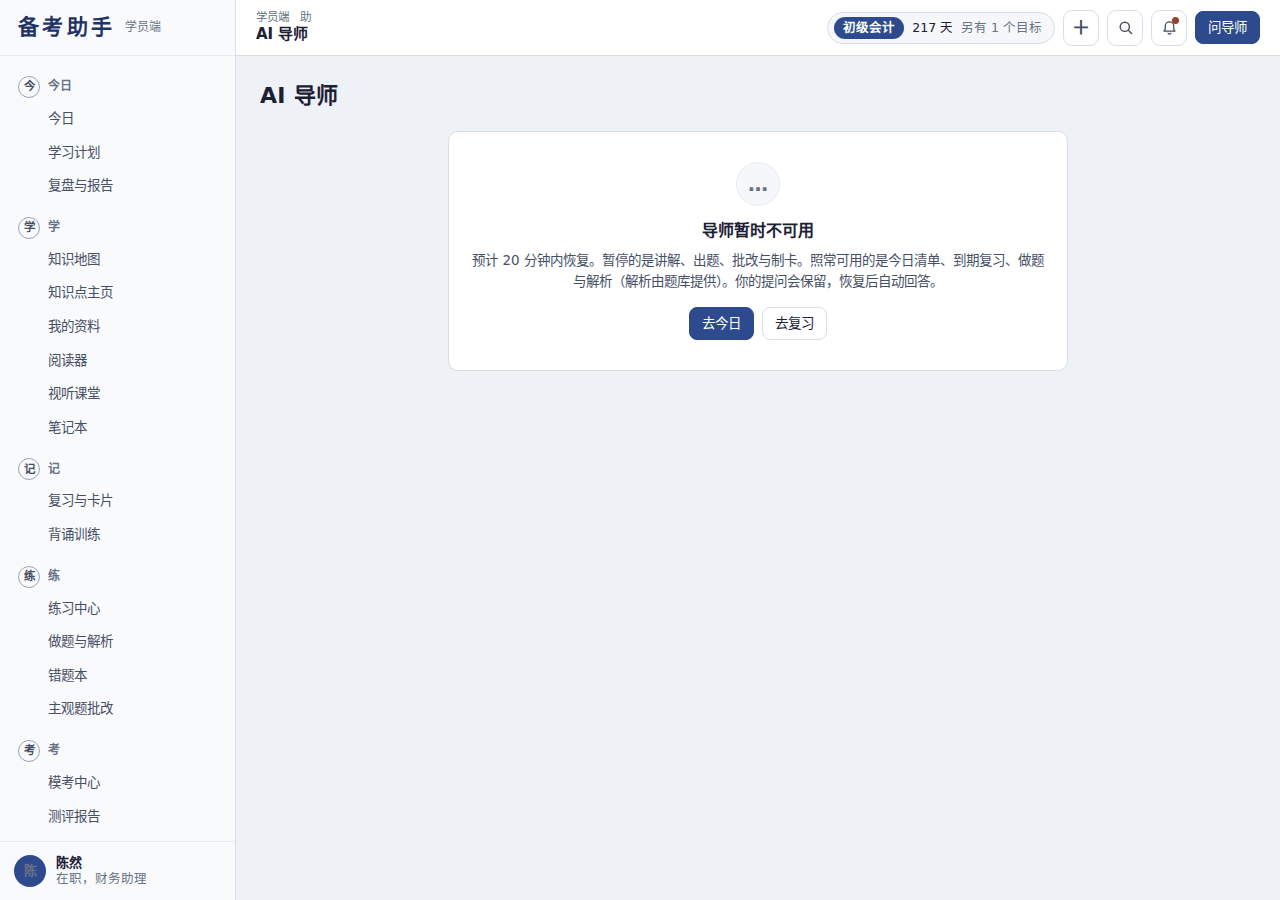 备考助手 学员端
今 今日
今日
学习计划
复盘与报告
学 学
知识地图
知识点主页
我的资料
阅读器
视听课堂
笔记本
记 记
复习与卡片
背诵训练
练 练
练习中心
做题与解析
错题本
主观题批改
考 考
模考中心
测评报告
陈 陈然
在职，财务助理
学员端 助
AI 导师
初级会计 217 天 另有 1 个目标
问导师
AI 导师
…
导师暂时不可用
预计 20 分钟内恢复。暂停的是讲解、出题、批改与制卡。照常可用的是今日清单、到期复习、做题
与解析（解析由题库提供）。你的提问会保留，恢复后自动回答。
去今日 去复习